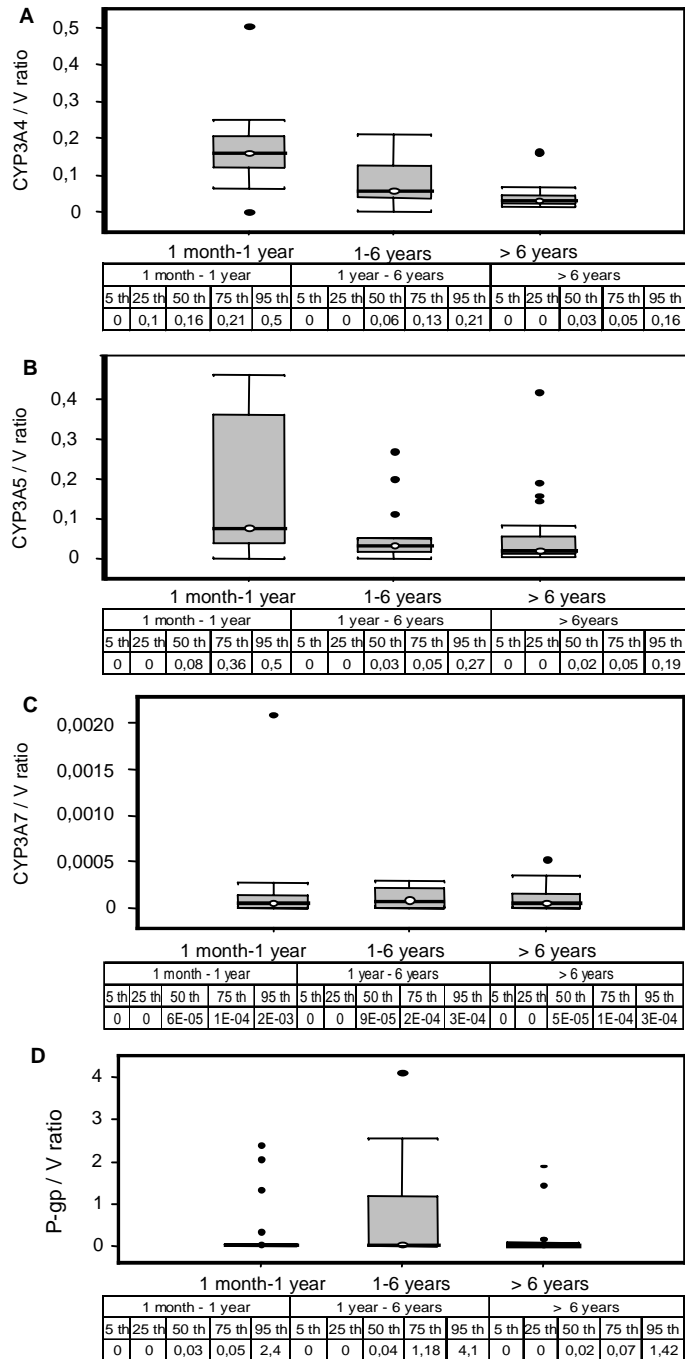 A
CYP3A4 / V ratio
0,5
0,4
0,3
0,2
0,1
0
1 month-1 year 1-6 years > 6 years
1 month - 1 year 1 year - 6 years > 6 years
5 th 25 th 50 th 75 th 95 th 5 th 25 th 50 th 75 th 95 th 5 th 25 th 50 th 75 th 95 th
0 0,1 0,16 0,21 0,5 0 0 0,06 0,13 0,21 0 0 0,03 0,05 0,16
B
CYP3A5 / V ratio
0,4
0,3
0,2
0,1
0
1 month-1 year 1-6 years > 6 years
1 month - 1 year 1 year - 6 years > 6years
5 th 25 th 50 th 75 th 95 th 5 th 25 th 50 th 75 th 95 th 5 th 25 th 50 th 75 th 95 th
0 0 0,08 0,36 0,5 0 0 0,03 0,05 0,27 0 0 0,02 0,05 0,19
C
CYP3A7 / V ratio
0,0020
0,0015
0,0010
0,0005
0
1 month-1 year 1-6 years > 6 years
1 month - 1 year 1 year - 6 years > 6 years
5 th 25 th 50 th 75 th 95 th 5 th 25 th 50 th 75 th 95 th 5 th 25 th 50 th 75 th 95 th
0 0 6E-05 1E-04 2E-03 0 0 9E-05 2E-04 3E-04 0 0 5E-05 1E-04 3E-04
D
P-gp / V ratio
4
3
2
1
0
1 month-1 year 1-6 years > 6 years
1 month - 1 year 1 year - 6 years > 6 years
5 th 25 th 50 th 75 th 95 th 5 th 25 th 50 th 75 th 95 th 5 th 25 th 50 th 75 th 95 th
0 0 0,03 0,05 2,4 0 0 0,04 1,18 4,1 0 0 0,02 0,07 1,42